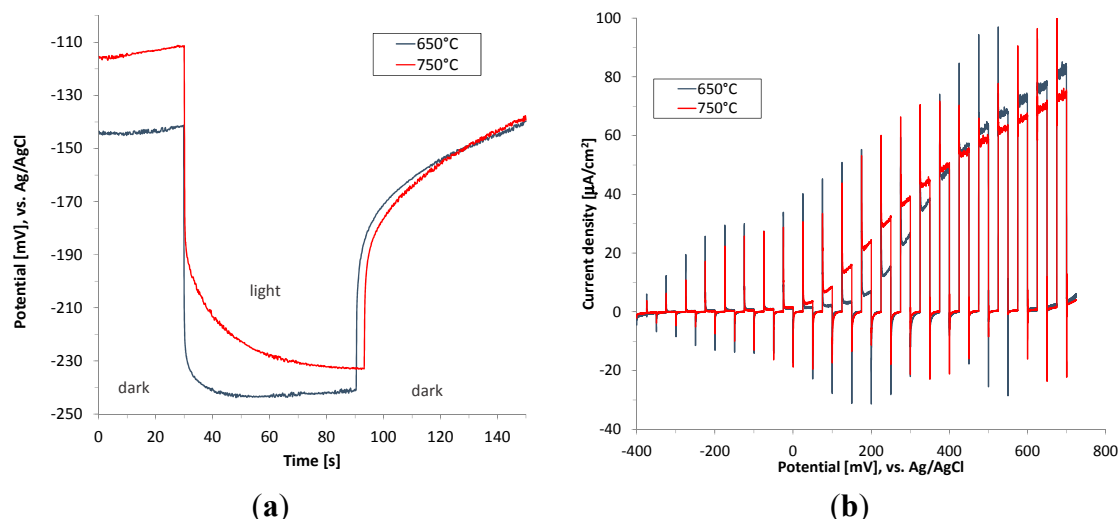 -110
-130
-150
-170
-190
-210
-230
-250
0
20
40
60
80
100
120
140
Potential [mV], vs. Ag/AgCl
Time [s]
650°C
750°C
light
dark
dark
(a)
100
80
60
40
20
0
-20
-40
-400
-200
0
200
400
600
800
Current density [µA/cm²]
Potential [mV], vs. Ag/AgCl
650°C
750°C
(b)